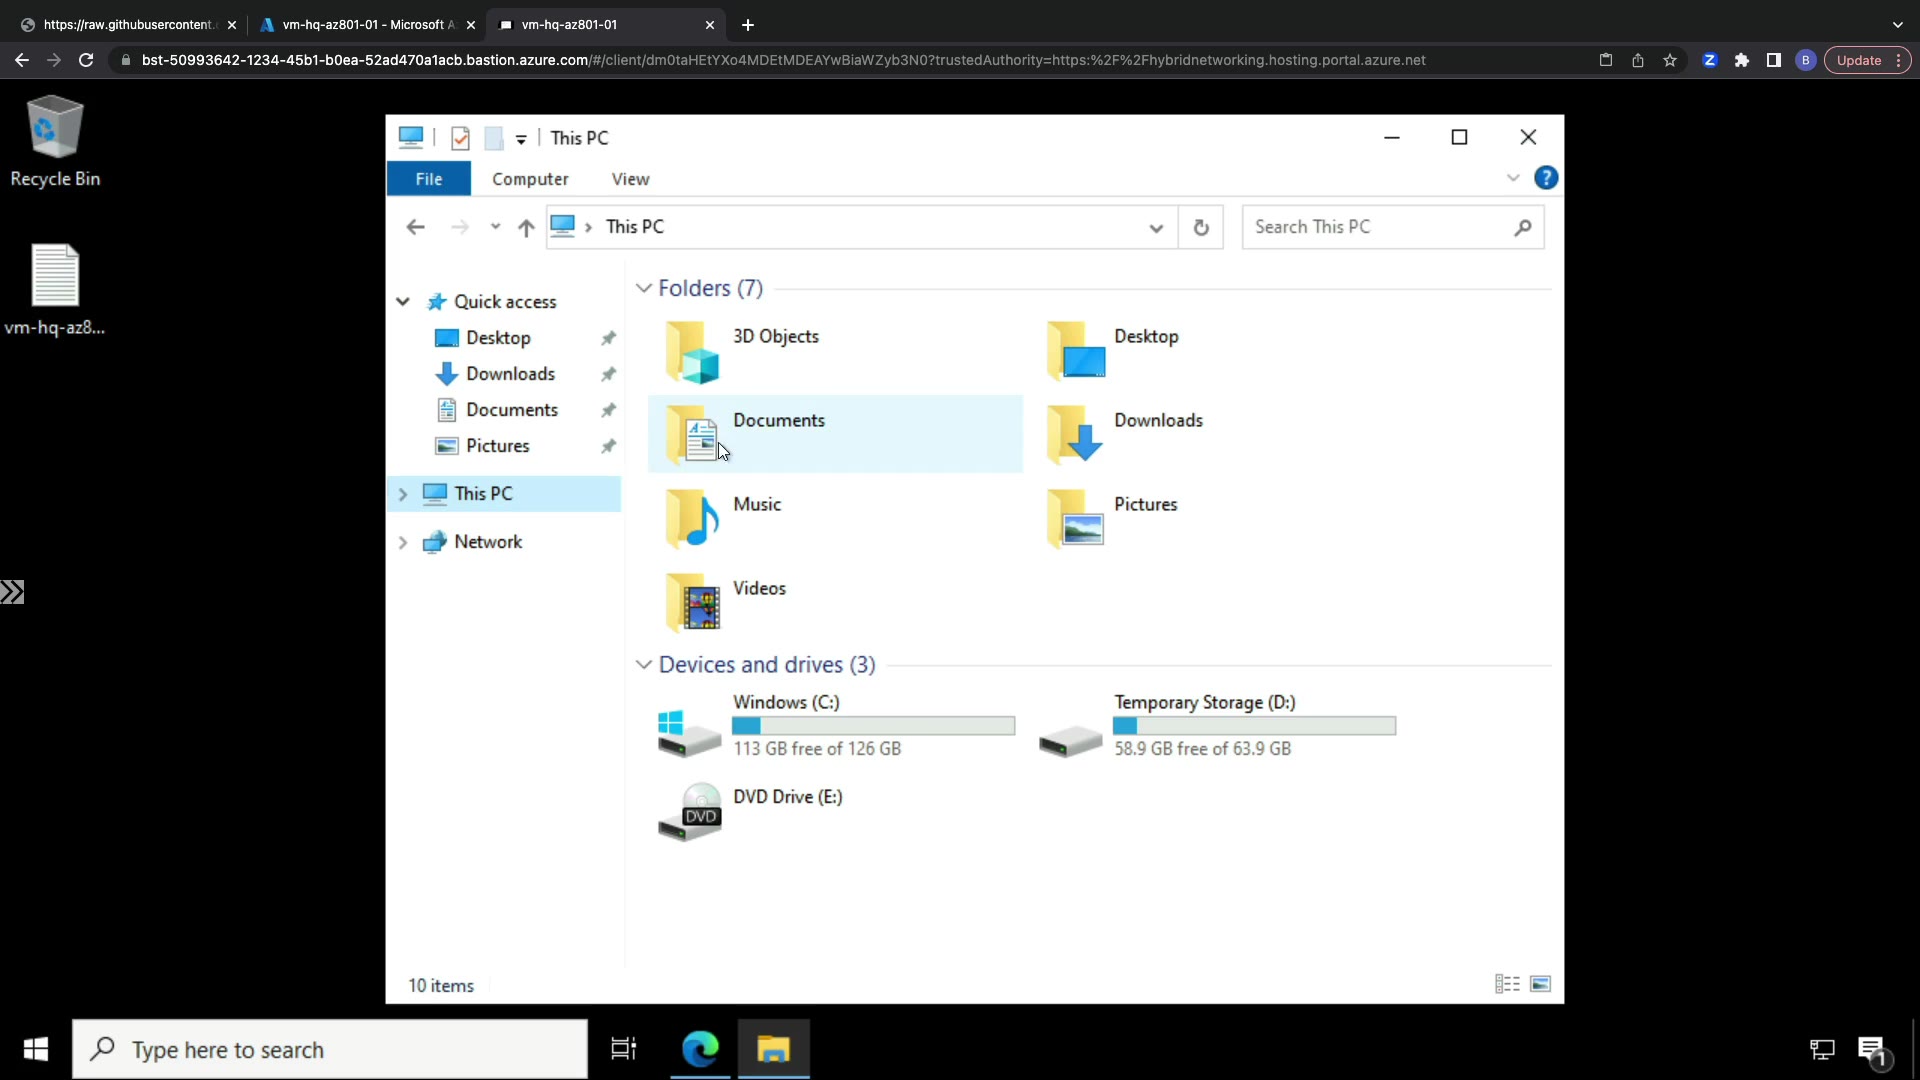 https://raw.githubusercontent.
vm-hq-az801-01 - Microsoft A
vm-hq-az801-01
bst-50993642-1234-45b1-b0ea-52ad470a1acb.bastion.azure.com/#/client/dm0taHEtYXo4MDEtMDEAYwBiaWZyb3N0?trustedAuthority=https:%2F%2Fhybridnetworking.hosting.portal.azure.net
Z
B
Update
Recycle Bin
vm-hq-az8...
This PC
File
Computer
View
?
This PC
Search This PC
Quick access
Desktop
Downloads
Documents
Pictures
This PC
Network
Folders (7)
3D Objects
Desktop
Documents
Downloads
Music
Pictures
Videos
Devices and drives (3)
Windows (C:)
113 GB free of 126 GB
Temporary Storage (D:)
58.9 GB free of 63.9 GB
DVD
DVD Drive (E:)
10 items
Type here to search
1